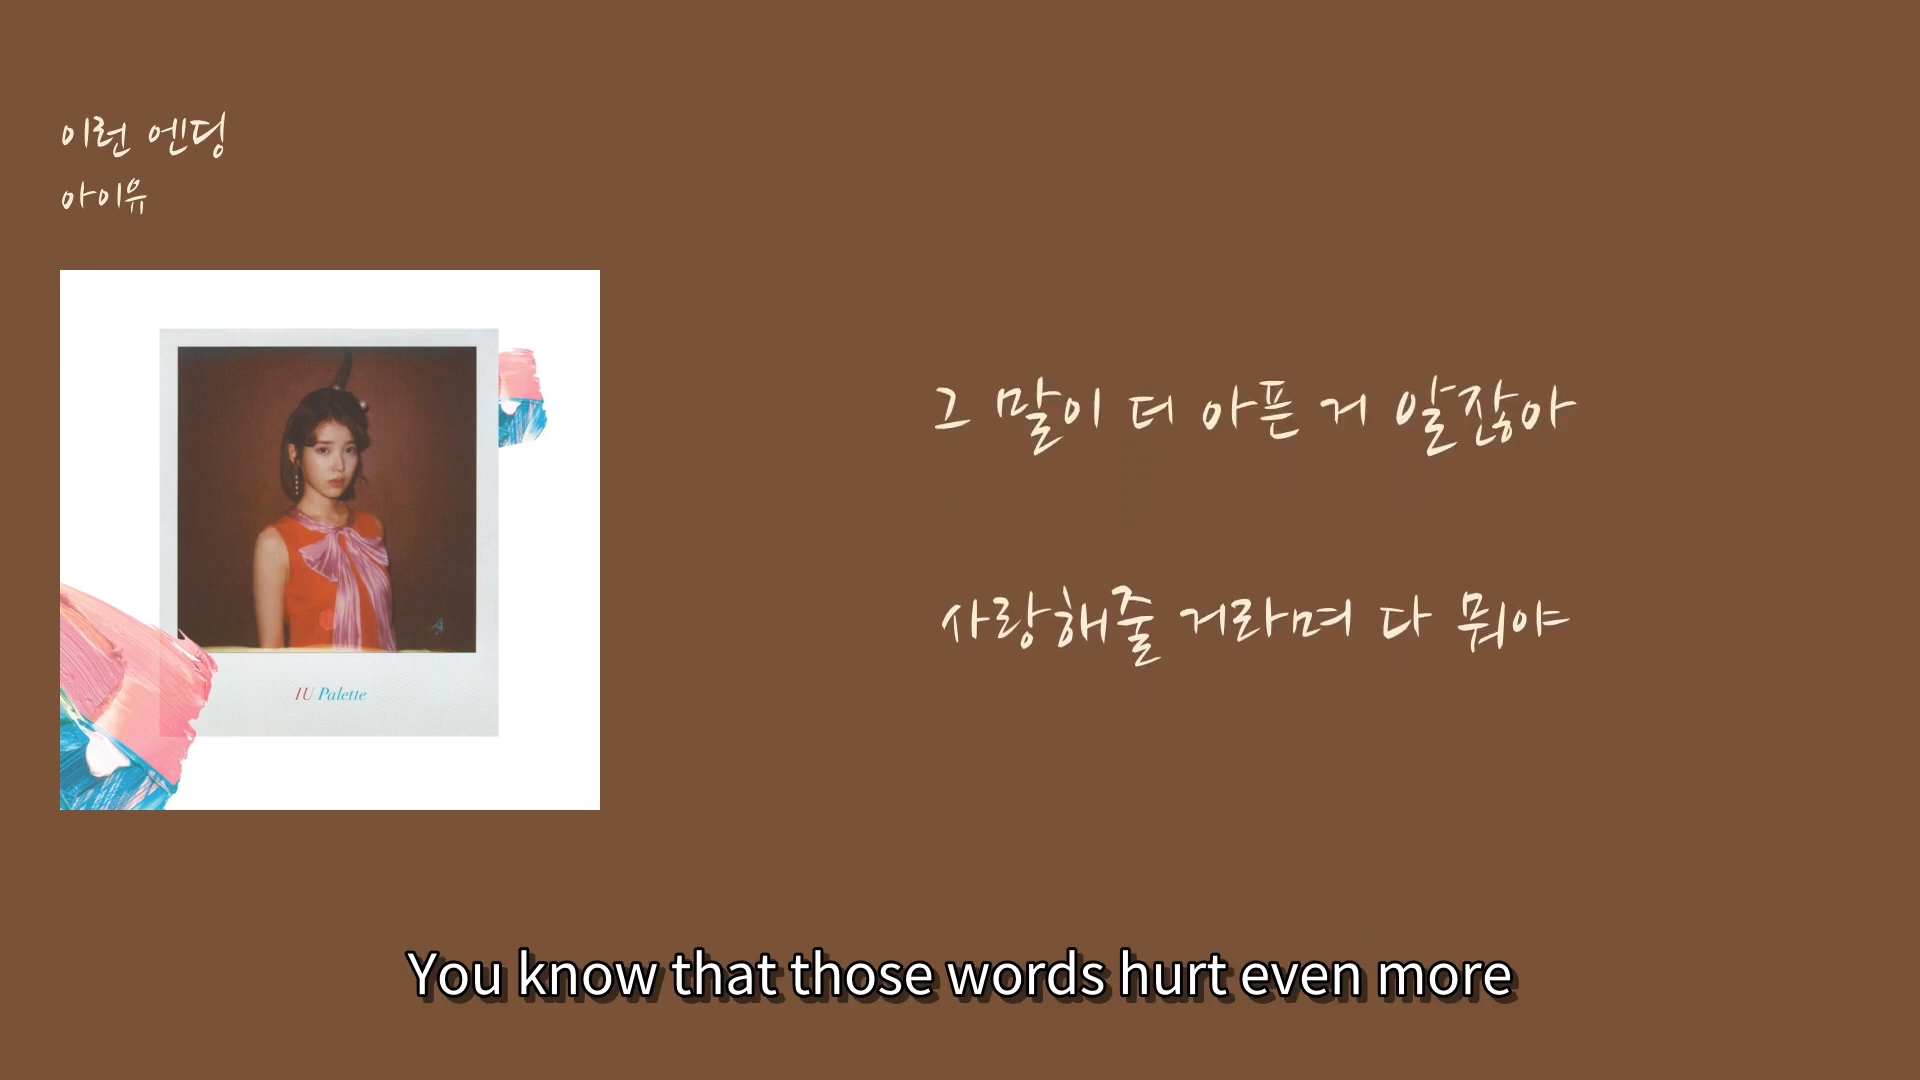 이런 엔딩
아이유
IU Palette
그 말이 더 아픈 거 알잖아
사랑해줄 거라며 다 뭐야
You know that those words hurt even more